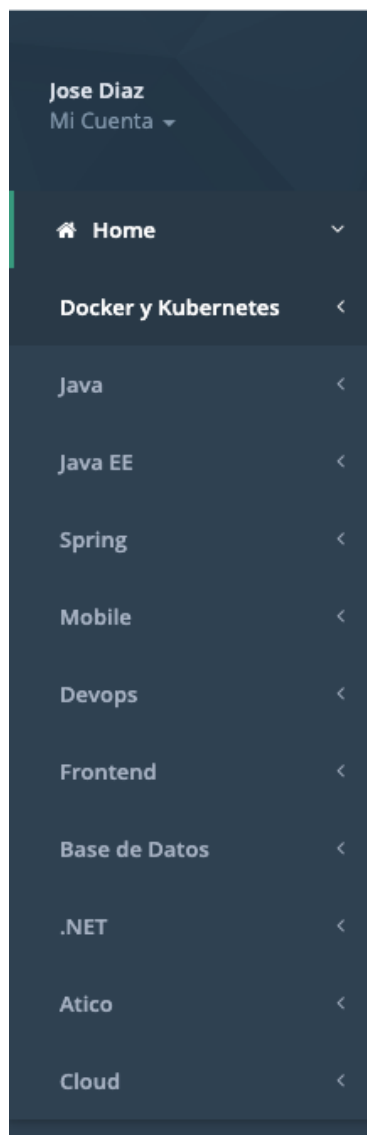 Jose Diaz
Mi Cuenta
Home
Docker y Kubernetes
Java
Java EE
Spring
Mobile
Devops
Frontend
Base de Datos
.NET
Atico
Cloud